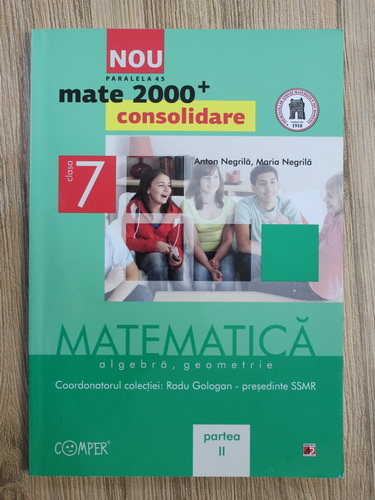 NOU
PARALELA 45
mate 2000+
consolidare
1910
Anton Negrilă, Maria Negrilă
clasa
7
MATEMATICĂ
algebră, geometrie
Coordonatorul colecției: Radu Gologan - președinte SSMR
partea
II
COMPER®